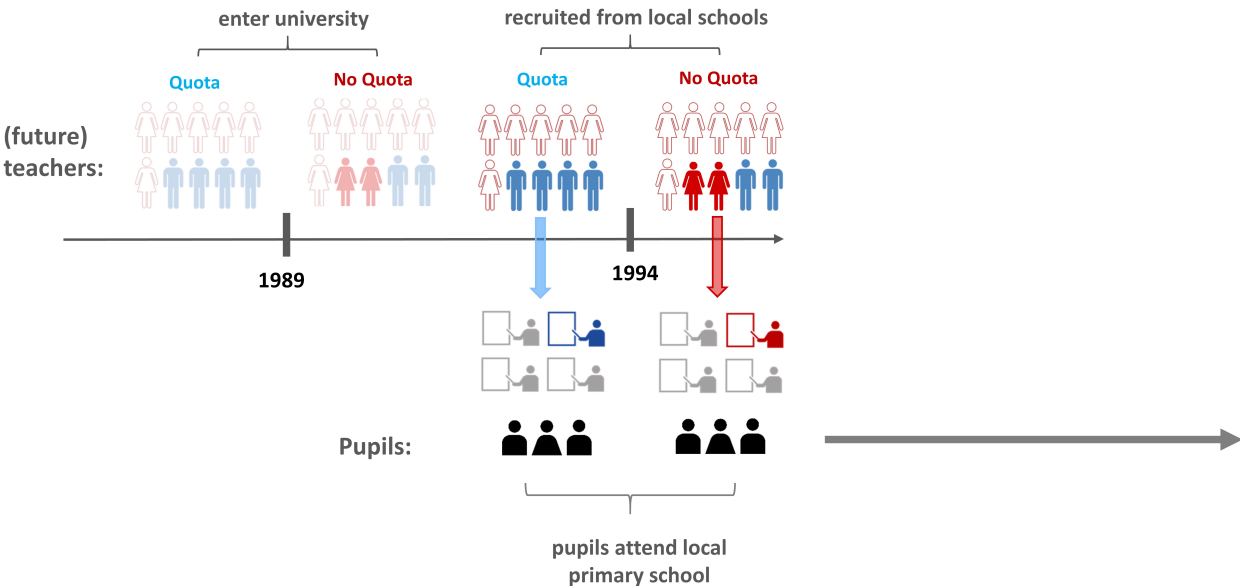 enter university
recruited from local schools
Quota
No Quota
Quota
No Quota
(future)
teachers:
1989
1994
Pupils:
pupils attend local
primary school